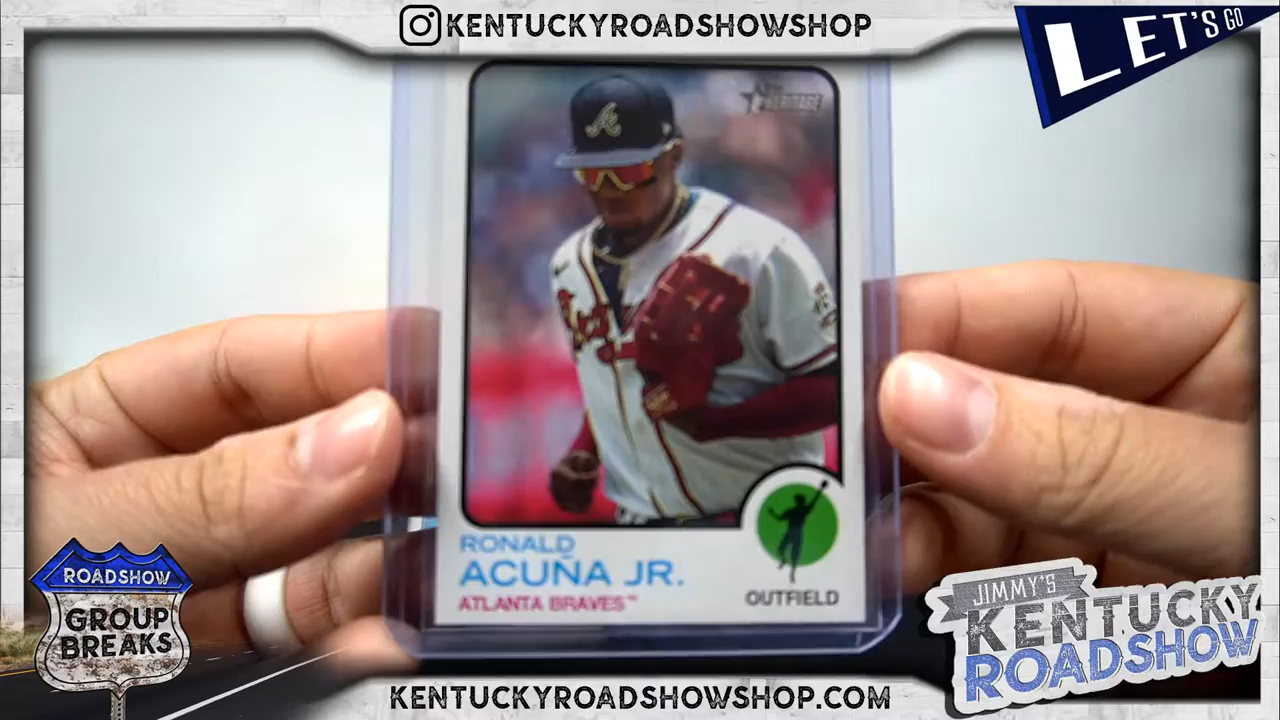 KENTUCKYROADSHOWSHOP
LET'S GO
HERITAGE
A
RONALD
ACUÑA JR.
ATLANTA BRAVES™
OUTFIELD
ROADSHOW
GROUP
BREAKS
JIMMY'S
KENTUCKY
ROADSHOW
KENTUCKYROADSHOWSHOP.COM